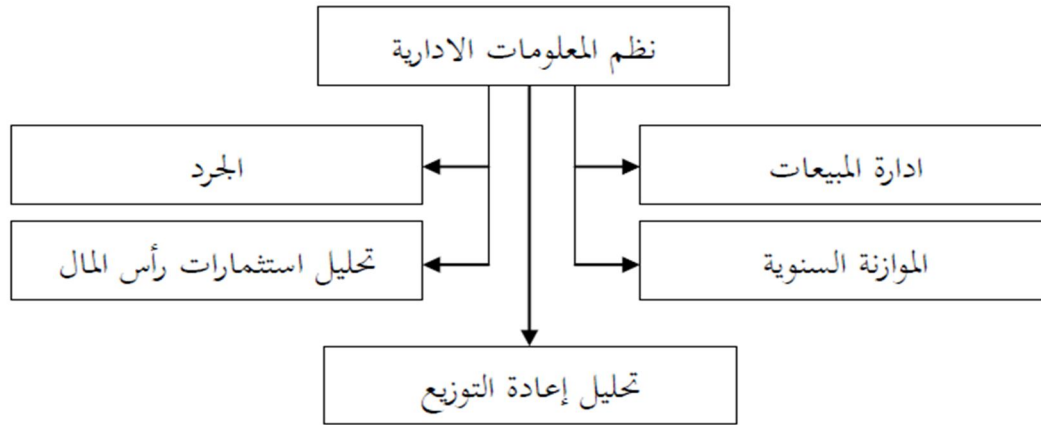 نظم المعلومات الادارية
ادارة المبيعات
الجرد
الموازنة السنوية
تحليل استثمارات رأس المال
تحليل إعادة التوزيع